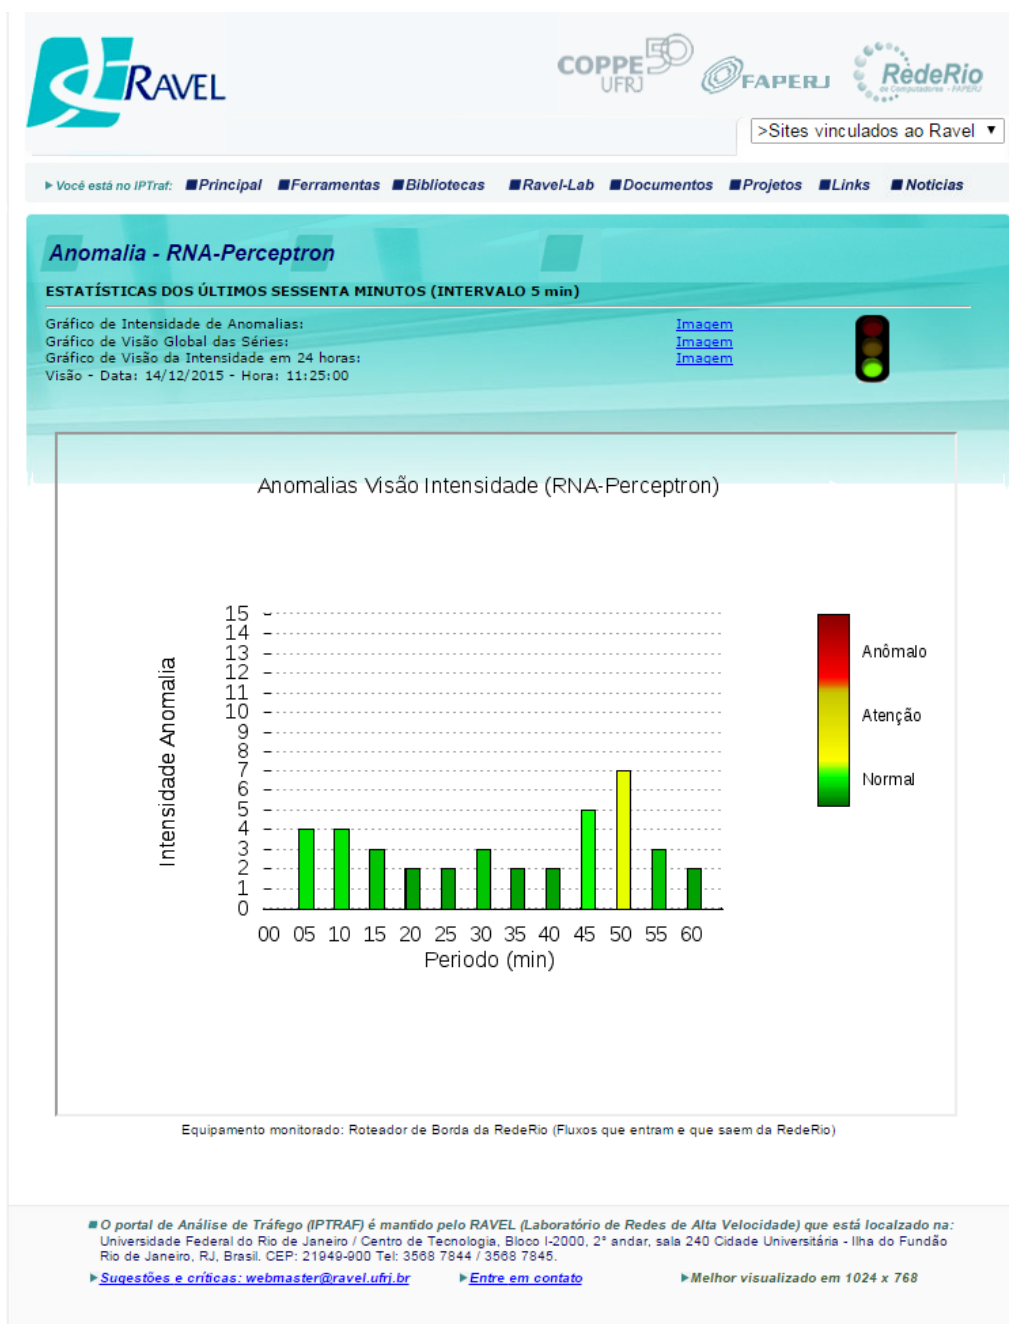 RAVEL
COPPE 50
UFRJ
FAPERJ
RedeRio
de Computadores - FAPERJ
>Sites vinculados ao Ravel ▼
Você está no IPTraf: Principal Ferramentas Bibliotecas Ravel-Lab Documentos Projetos Links Noticias
Anomalia - RNA-Perceptron
ESTATÍSTICAS DOS ÚLTIMOS SESSENTA MINUTOS (INTERVALO 5 min)
Gráfico de Intensidade de Anomalias: Imagem
Gráfico de Visão Global das Séries: Imagem
Gráfico de Visão da Intensidade em 24 horas: Imagem
Visão - Data: 14/12/2015 - Hora: 11:25:00
Anomalias Visão Intensidade (RNA-Perceptron)
Intensidade Anomalia
15
14
13
12
11
10
9
8
7
6
5
4
3
2
1
0
00 05 10 15 20 25 30 35 40 45 50 55 60
Periodo (min)
Anômalo
Atenção
Normal
Equipamento monitorado: Roteador de Borda da RedeRio (Fluxos que entram e que saem da RedeRio)
O portal de Análise de Tráfego (IPTRAF) é mantido pelo RAVEL (Laboratório de Redes de Alta Velocidade) que está localzado na:
Universidade Federal do Rio de Janeiro / Centro de Tecnologia, Bloco I-2000, 2° andar, sala 240 Cidade Universitária - Ilha do Fundão
Rio de Janeiro, RJ, Brasil. CEP: 21949-900 Tel: 3568 7844 / 3568 7845.
Sugestões e críticas: webmaster@ravel.ufrj.br Entre em contato Melhor visualizado em 1024 x 768